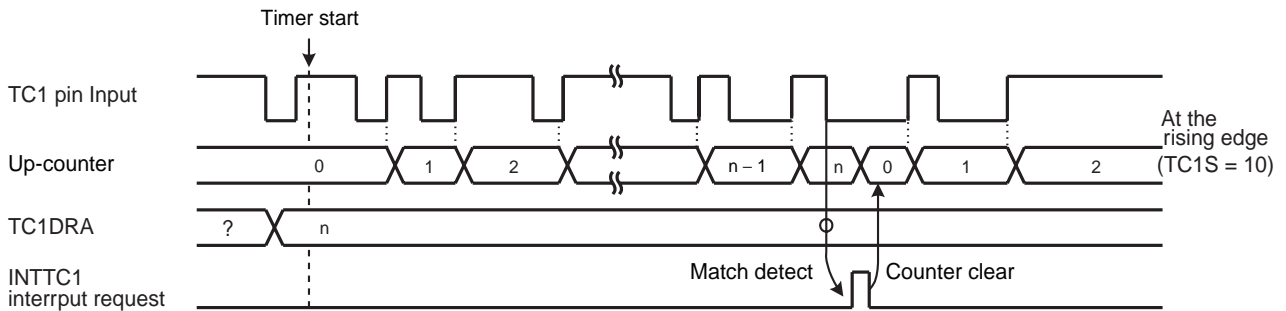 Timer start
TC1 pin Input
At the
rising edge
(TC1S = 10)
Up-counter
0 1 2 n − 1 n 0 1 2
TC1DRA
? n
Match detect Counter clear
INTTC1
interrput request